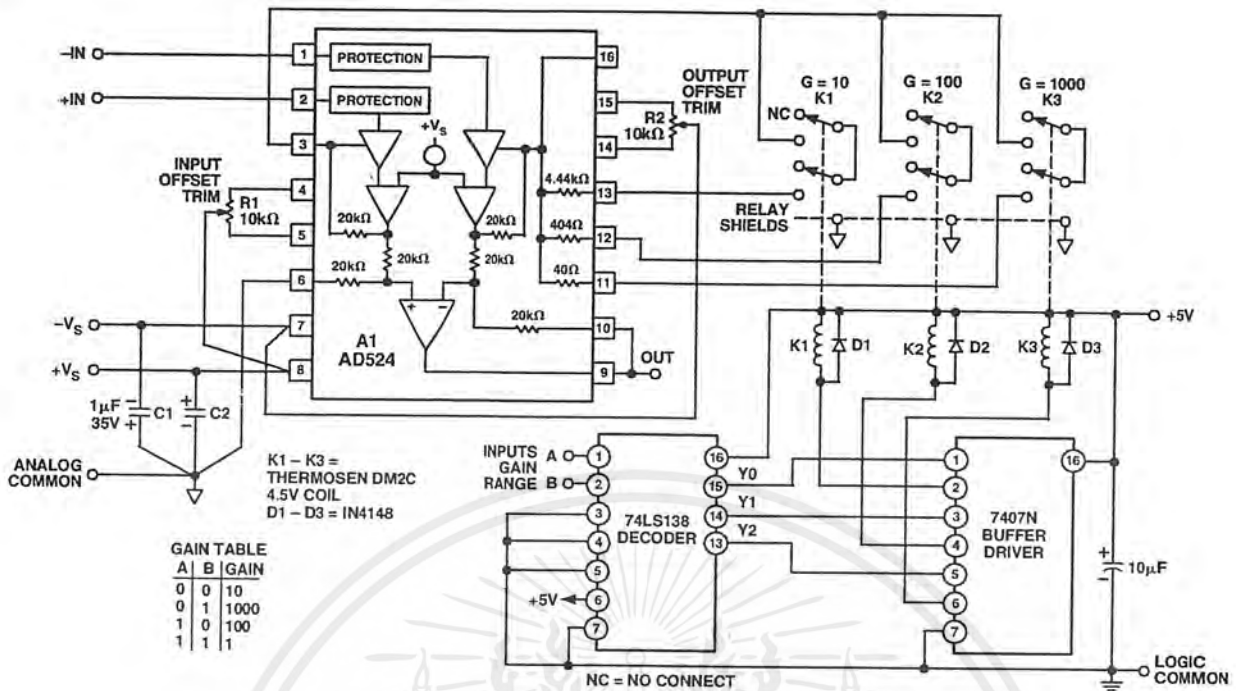 –IN
+IN
1
2
3
4
5
6
7
8
PROTECTION
PROTECTION
+VS
20kΩ
20kΩ
20kΩ
20kΩ
20kΩ
20kΩ
4.44kΩ
404Ω
40Ω
+
–
A1
AD524
16
15
14
13
12
11
10
9
INPUT
OFFSET
TRIM
R1
10kΩ
OUTPUT
OFFSET
TRIM
R2
10kΩ
OUT
G = 10
K1
G = 100
K2
G = 1000
K3
NC
RELAY
SHIELDS
–VS
+VS
1µF
35V
–
+
C1
+
–
C2
ANALOG
COMMON
K1 – K3 =
THERMOSEN DM2C
4.5V COIL
D1 – D3 = IN4148
+5V
K1
D1
K2
D2
K3
D3
GAIN TABLE
A B GAIN
0 0 10
0 1 1000
1 0 100
1 1 1
INPUTS
GAIN
RANGE
A
B
1
2
3
4
5
6
7
+5V
74LS138
DECODER
16
15
14
13
Y0
Y1
Y2
1
2
3
4
5
6
7
7407N
BUFFER
DRIVER
16
+
–
10µF
LOGIC
COMMON
NC = NO CONNECT